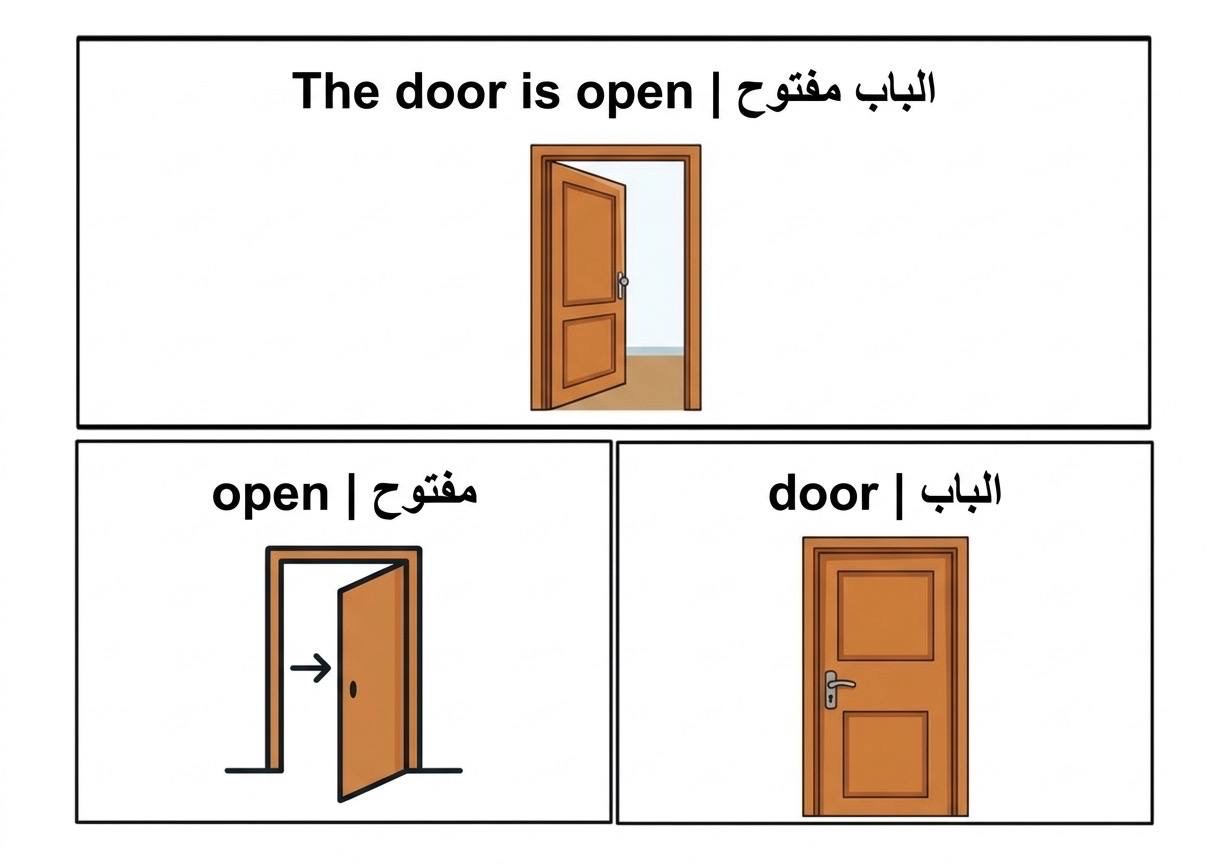 The door is open | الباب مفتوح
open | مفتوح
door | الباب